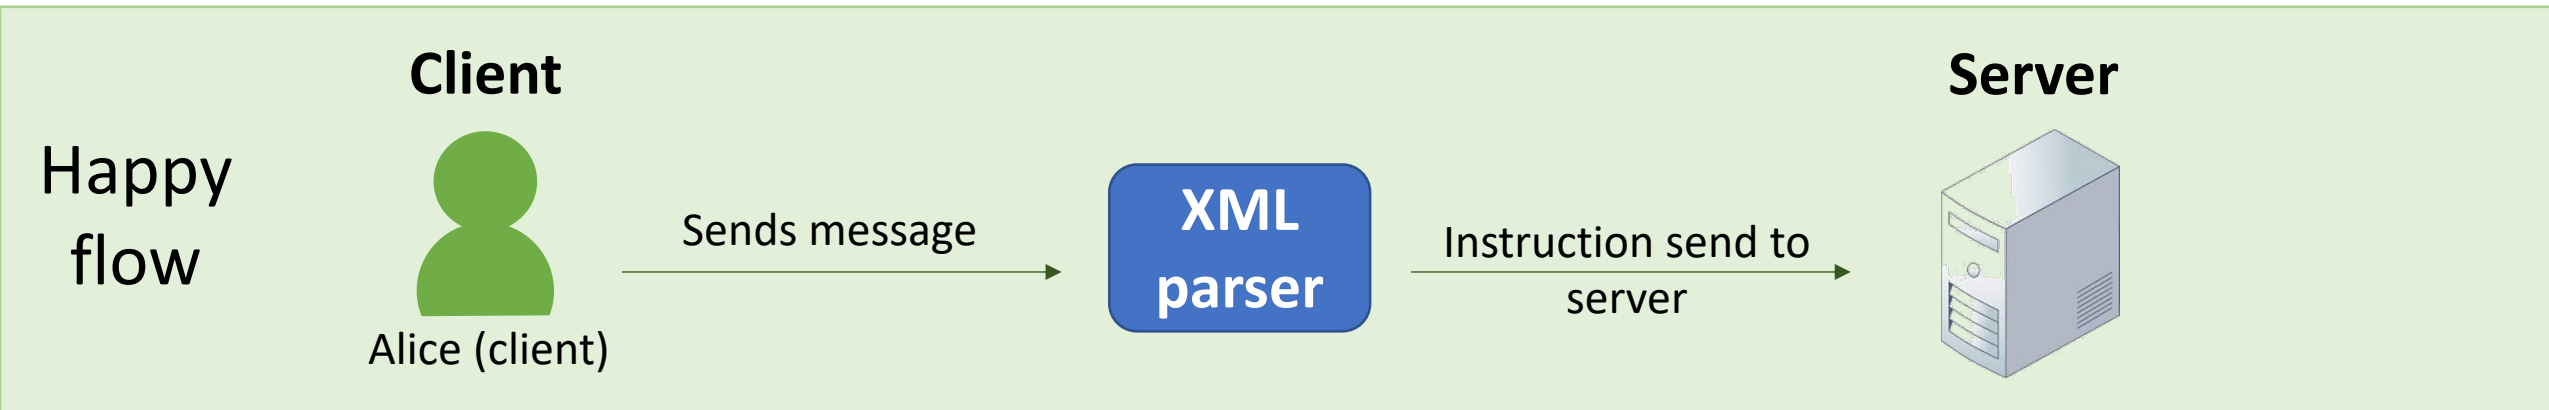 Client
Server
Happy
flow
Sends message
XML
parser
Instruction send to
server
Alice (client)